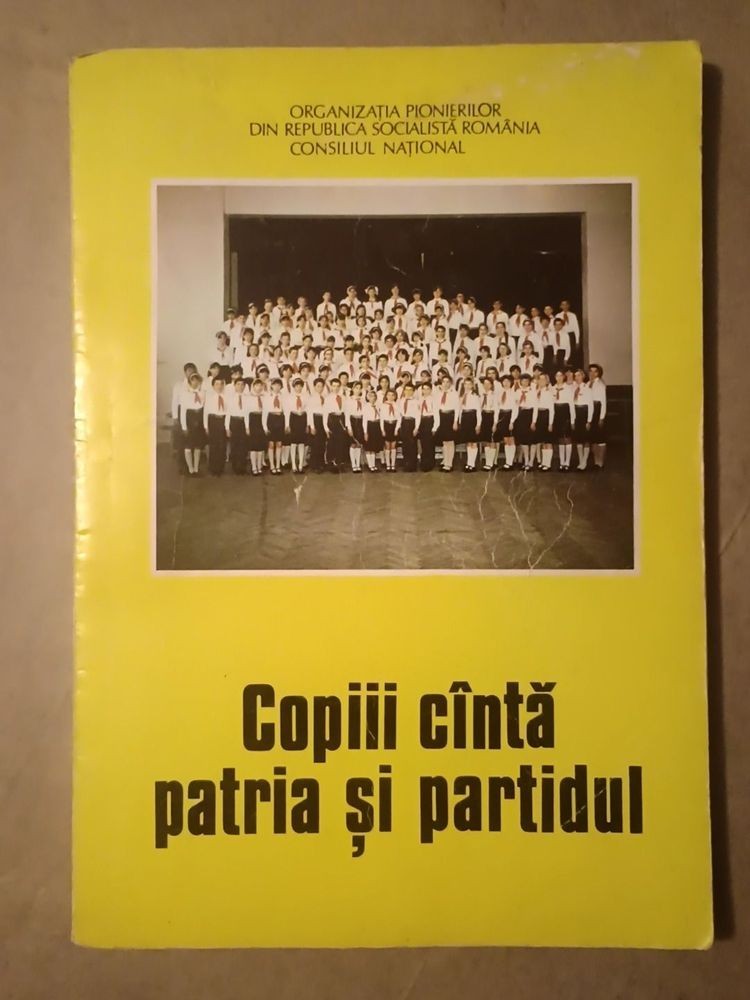 ORGANIZAȚIA PIONIERILOR
DIN REPUBLICA SOCIALISTĂ ROMÂNIA
CONSILIUL NAȚIONAL
Copiii cîntă
patria și partidul